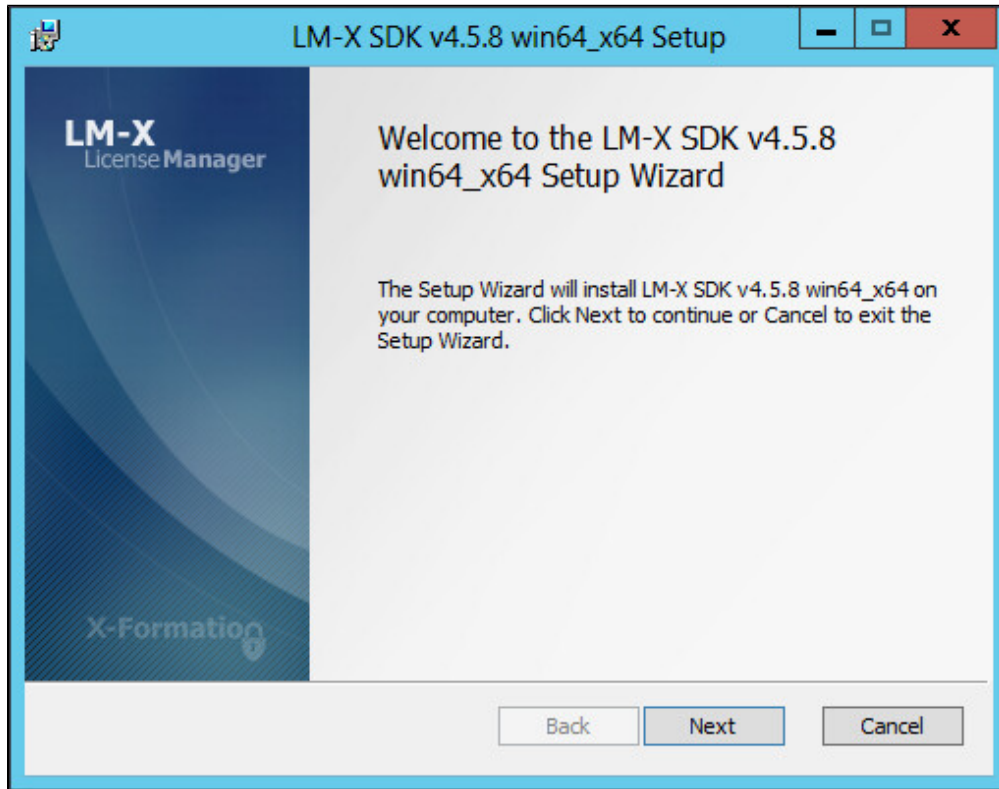 LM-X SDK v4.5.8 win64_x64 Setup
LM-X
License Manager
Welcome to the LM-X SDK v4.5.8
win64_x64 Setup Wizard
The Setup Wizard will install LM-X SDK v4.5.8 win64_x64 on
your computer. Click Next to continue or Cancel to exit the
Setup Wizard.
X-Formation
Back Next Cancel